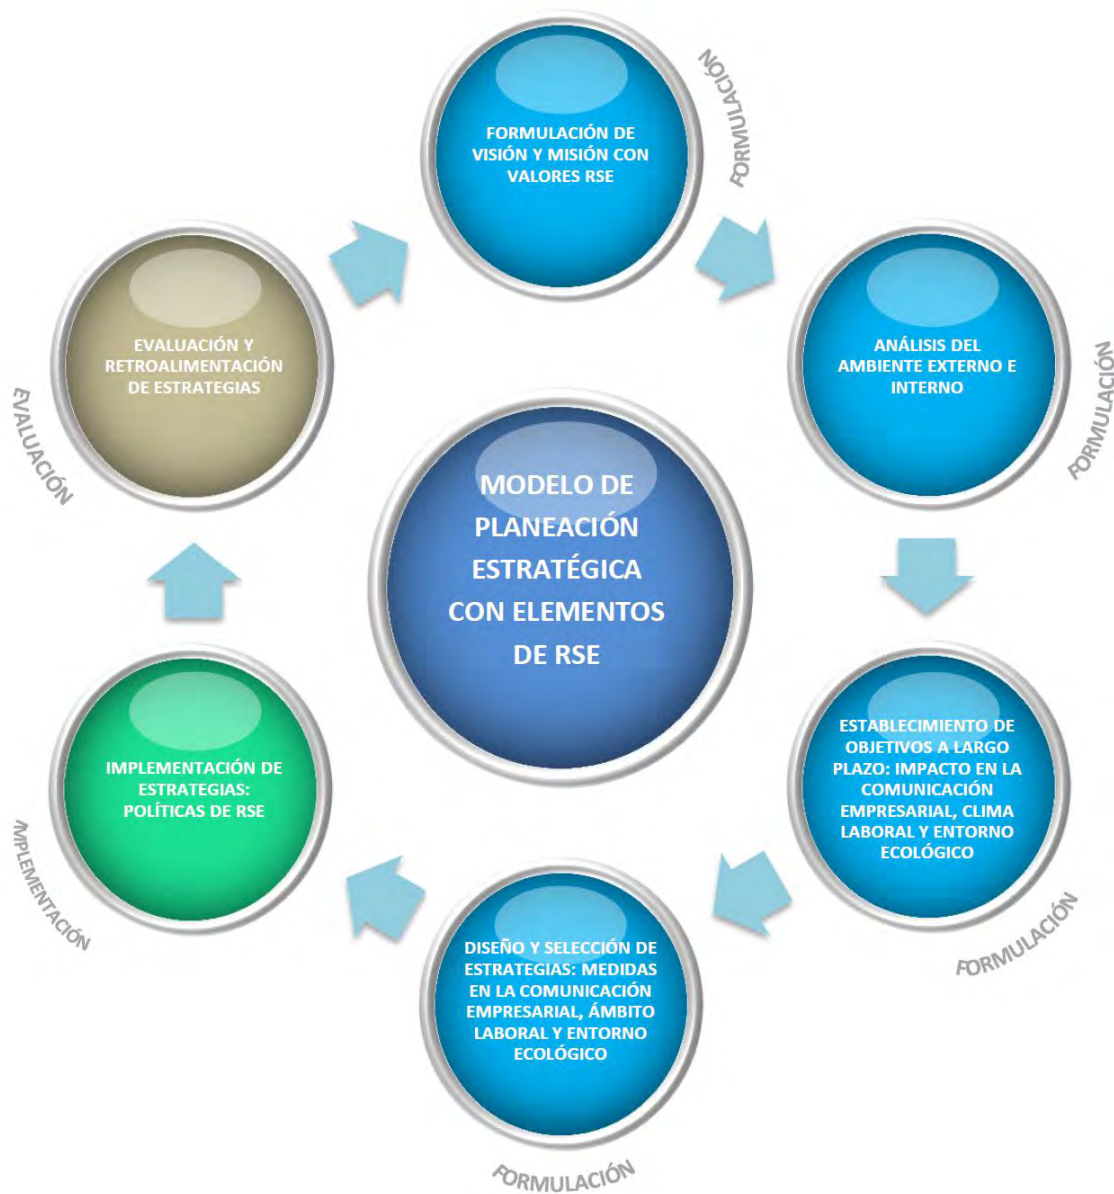 FORMULACIÓN DE
VISIÓN Y MISIÓN CON
VALORES RSE
FORMULACIÓN
ANÁLISIS DEL
AMBIENTE EXTERNO E
INTERNO
FORMULACIÓN
ESTABLECIMIENTO DE
OBJETIVOS A LARGO
PLAZO: IMPACTO EN LA
COMUNICACIÓN
EMPRESARIAL, CLIMA
LABORAL Y ENTORNO
ECOLÓGICO
FORMULACIÓN
DISEÑO Y SELECCIÓN DE
ESTRATEGIAS: MEDIDAS
EN LA COMUNICACIÓN
EMPRESARIAL, ÁMBITO
LABORAL Y ENTORNO
ECOLÓGICO
FORMULACIÓN
IMPLEMENTACIÓN DE
ESTRATEGIAS:
POLÍTICAS DE RSE
IMPLEMENTACIÓN
EVALUACIÓN Y
RETROALIMENTACIÓN
DE ESTRATEGIAS
EVALUACIÓN
MODELO DE
PLANEACIÓN
ESTRATÉGICA
CON ELEMENTOS
DE RSE